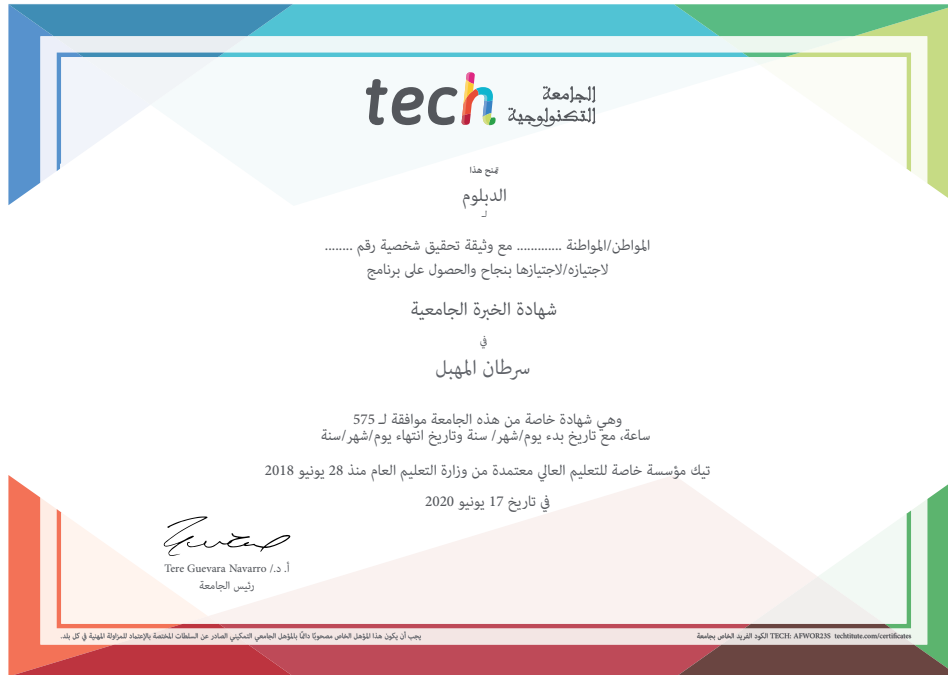 tech الجامعة
التكنولوجية
تمنح هذا
الدبلوم
لـ
المواطن/المواطنة ............. مع وثيقة تحقيق شخصية رقم ........
لاجتيازه/لاجتيازها بنجاح والحصول على برنامج
شهادة الخبرة الجامعية
في
سرطان المهبل
وهي شهادة خاصة من هذه الجامعة موافقة لـ 575
ساعة، مع تاريخ بدء يوم/شهر/ سنة وتاريخ انتهاء يوم/شهر/سنة
تيك مؤسسة خاصة للتعليم العالي معتمدة من وزارة التعليم العام منذ 28 يونيو 2018
في تاريخ 17 يونيو 2020
أ. د./ Tere Guevara Navarro
رئيس الجامعة
يجب أن يكون هذا المؤهل الخاص مصحوبًا دائمًا بالمؤهل الجامعي التمكيني الصادر عن السلطات المختصة بالإعتماد للمزاولة المهنية في كل بلد.
الكود الفريد الخاص بجامعة TECH: AFWOR23S techtitute.com/certificates